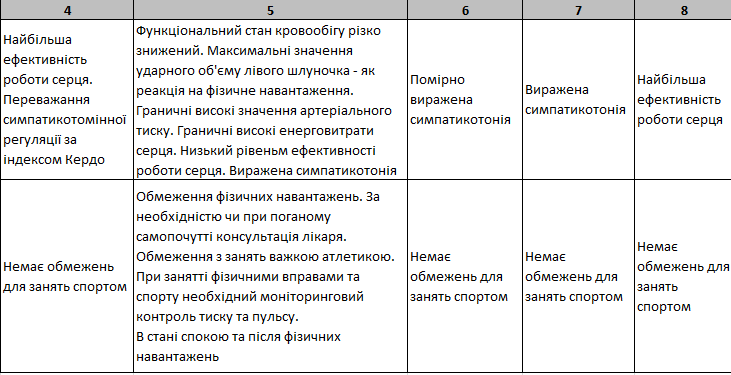 4
5
6
7
8
Найбільша
ефективність
роботи серця.
Переважання
симпатикотомінної
регуляції за
індексом Кердо
Функціональний стан кровообігу різко
знижений. Максимальні значення
ударного об'єму лівого шлуночка - як
реакція на фізичне навантаження.
Граничні високі значення артеріального
тиску. Граничні високі енерговитрати
серця. Низький рівеньм ефективності
роботи серця. Виражена симпатикотонія
Помірно
виражена
симпатикотонія
Виражена
симпатикотонія
Найбільша
ефективність
роботи серця
Немає обмежень
для занять спортом
Обмеження фізичних навантажень. За
необхідністю чи при поганому
самопочутті консультація лікаря.
Обмеження з занять важкою атлетикою.
При занятті фізичними вправами та
спорту необхідний моніторинговий
контроль тиску та пульсу.
В стані спокою та після фізичних
навантажень
Немає
обмежень для
занять спортом
Немає
обмежень для
занять спортом
Немає
обмежень для
занять
спортом